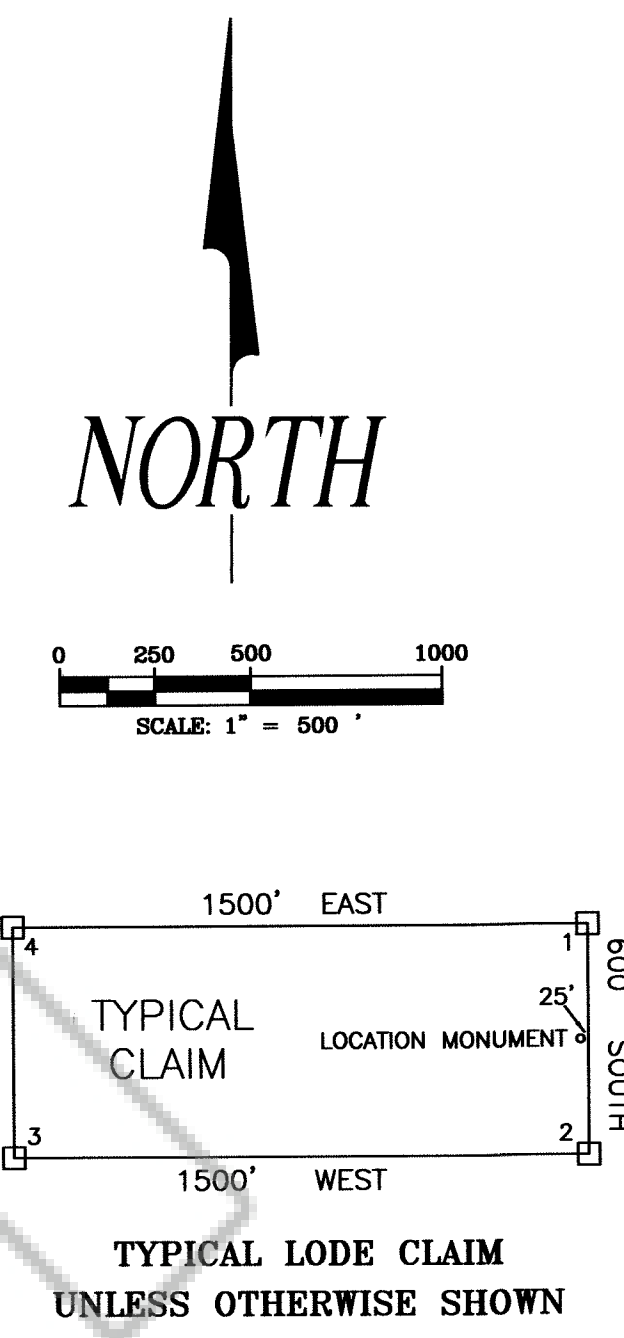 NORTH
0 250 500 1000
SCALE: 1" = 500 '
1500' EAST
4 1
600 SOUTH
TYPICAL
CLAIM
25'
LOCATION MONUMENT
3 2
1500' WEST
TYPICAL LODE CLAIM
UNLESS OTHERWISE SHOWN